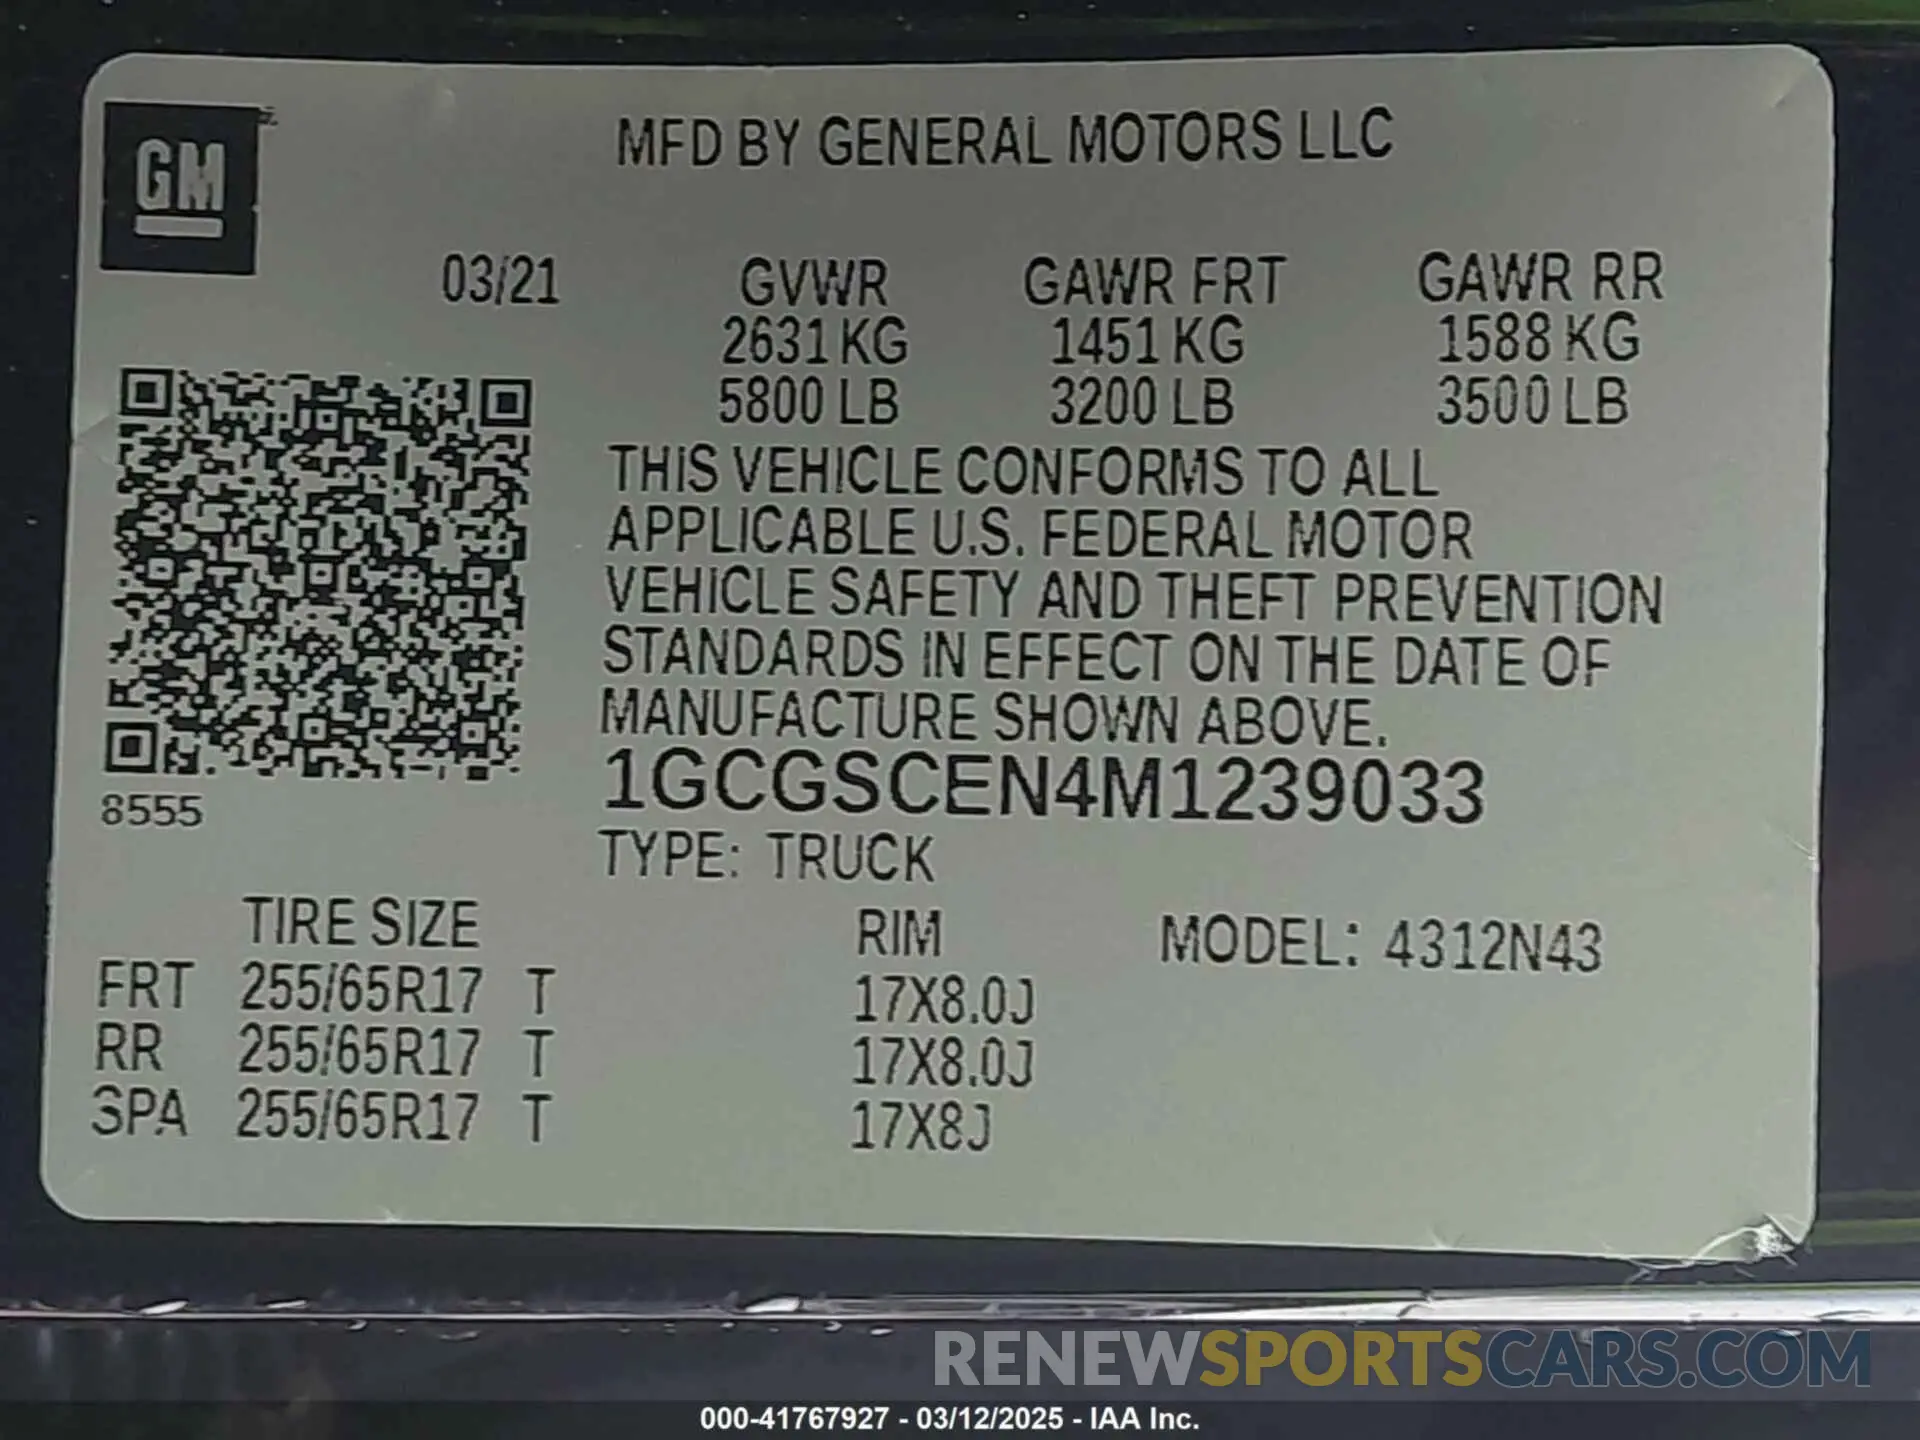 GM
MFD BY GENERAL MOTORS LLC
03/21 GVWR GAWR FRT GAWR RR
2631 KG 1451 KG 1588 KG
5800 LB 3200 LB 3500 LB
THIS VEHICLE CONFORMS TO ALL
APPLICABLE U.S. FEDERAL MOTOR
VEHICLE SAFETY AND THEFT PREVENTION
STANDARDS IN EFFECT ON THE DATE OF
MANUFACTURE SHOWN ABOVE.
1GCGSCEN4M1239033
8555
TYPE: TRUCK
TIRE SIZE RIM MODEL: 4312N43
FRT 255/65R17 T 17X8.0J
RR 255/65R17 T 17X8.0J
SPA 255/65R17 T 17X8J
RENEWSPORTSCARS.COM
000-41767927 - 03/12/2025 - IAA Inc.